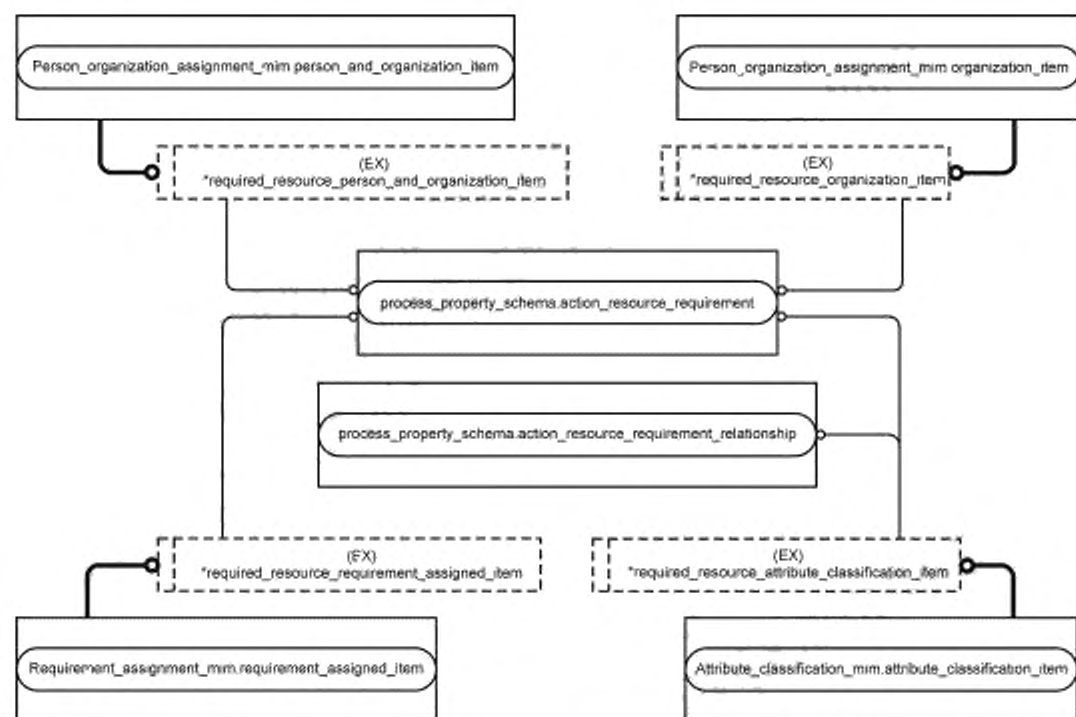 Person_organization_assignment_mim.person_and_organization_item
Person_organization_assignment_mim.organization_item
(EX)
*required_resource_person_and_organization_item
(EX)
*required_resource_organization_item
process_property_schema.action_resource_requirement
process_property_schema.action_resource_requirement_relationship
(EX)
*required_resource_requirement_assigned_item
(EX)
*required_resource_attribute_classification_item
Requirement_assignment_mim.requirement_assigned_item
Attribute_classification_mim.attribute_classification_item